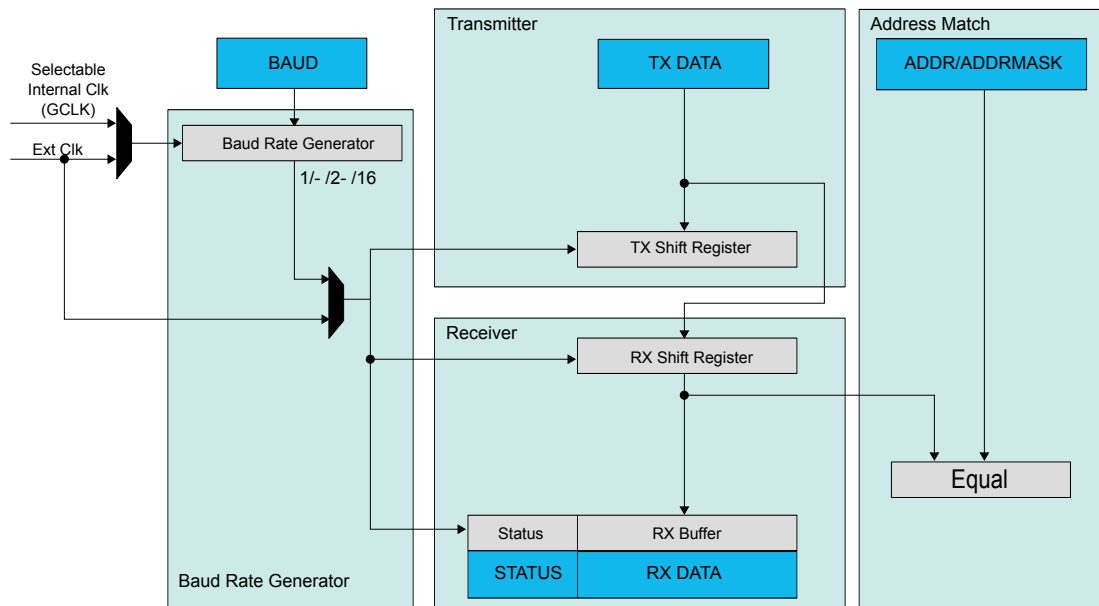 Transmitter
Address Match
BAUD
TX DATA
ADDR/ADDRMASK
Selectable
Internal Clk
(GCLK)
Ext Clk
Baud Rate Generator
1/- /2- /16
TX Shift Register
Receiver
RX Shift Register
Equal
Status
RX Buffer
STATUS
RX DATA
Baud Rate Generator